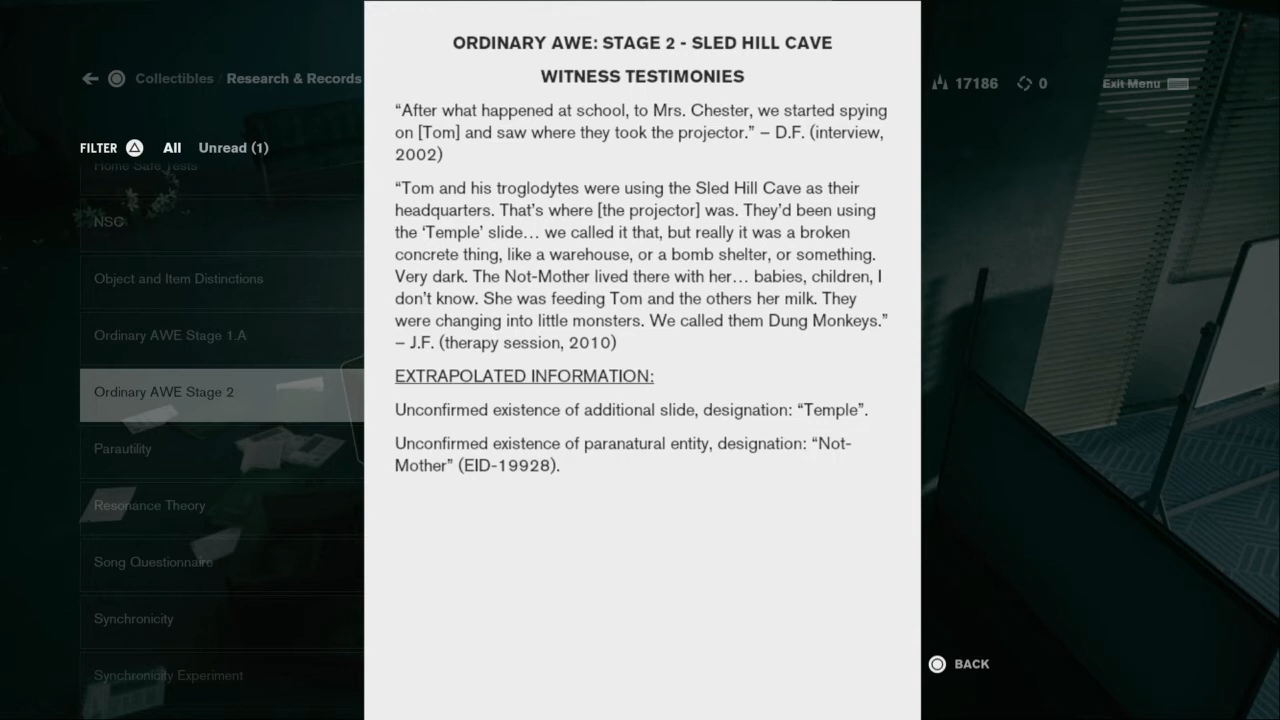 ORDINARY AWE: STAGE 2 - SLED HILL CAVE
WITNESS TESTIMONIES
“After what happened at school, to Mrs. Chester, we started spying
on [Tom] and saw where they took the projector.” – D.F. (interview,
2002)
“Tom and his troglodytes were using the Sled Hill Cave as their
headquarters. That’s where [the projector] was. They’d been using
the ‘Temple’ slide… we called it that, but really it was a broken
concrete thing, like a warehouse, or a bomb shelter, or something.
Very dark. The Not-Mother lived there with her… babies, children, I
don’t know. She was feeding Tom and the others her milk. They
were changing into little monsters. We called them Dung Monkeys.”
– J.F. (therapy session, 2010)
EXTRAPOLATED INFORMATION:
Unconfirmed existence of additional slide, designation: “Temple”.
Unconfirmed existence of paranatural entity, designation: “Not-
Mother” (EID-19928).
Collectibles / Research & Records
17186
0
Exit Menu
FILTER All Unread (1)
Home Safe Tests
NSC
Object and Item Distinctions
Ordinary AWE Stage 1.A
Ordinary AWE Stage 2
Parautility
Resonance Theory
Song Questionnaire
Synchronicity
Synchronicity Experiment
BACK